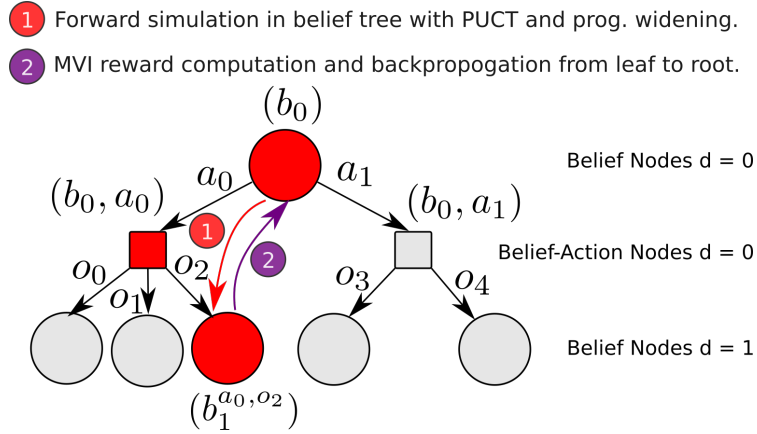 1 Forward simulation in belief tree with PUCT and prog. widening.
2 MVI reward computation and backpropogation from leaf to root.
(b₀)
Belief Nodes d = 0
a₀ a₁
(b₀, a₀) (b₀, a₁)
1
2
Belief-Action Nodes d = 0
o₀ o₁ o₂ o₃ o₄
Belief Nodes d = 1
(b₁^{a₀,o₂})